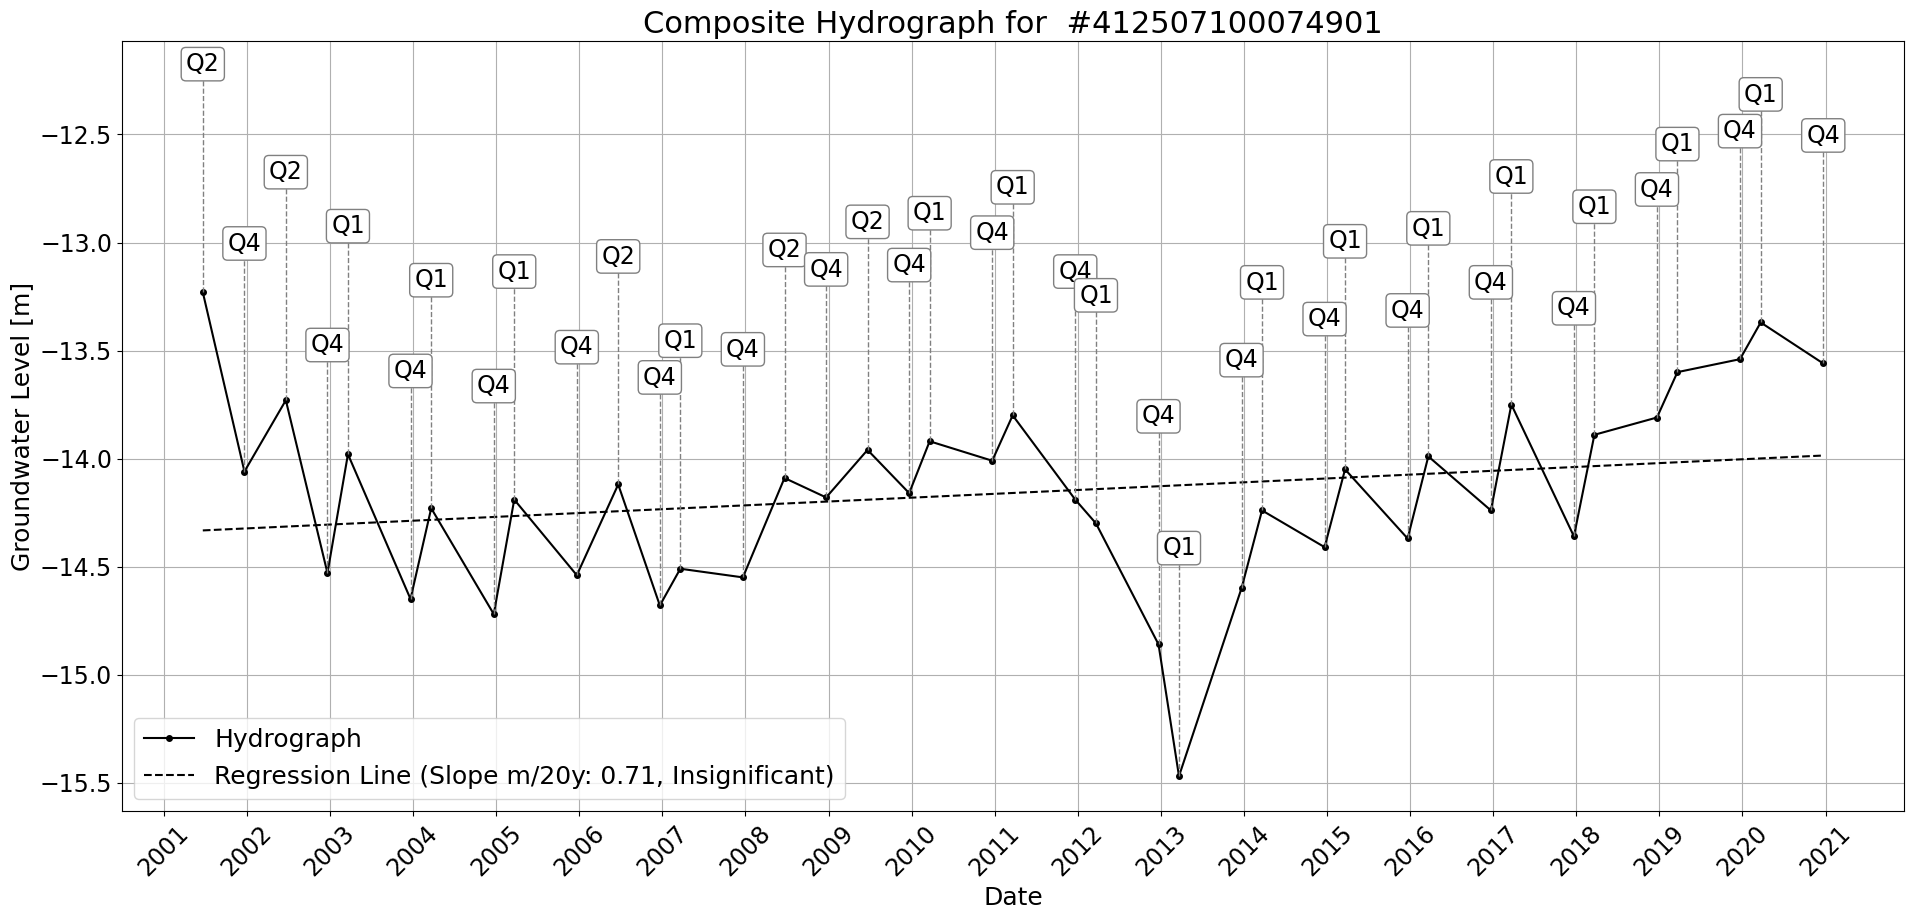 Composite Hydrograph for  #412507100074901
Groundwater Level [m]
−12.5
−13.0
−13.5
−14.0
−14.5
−15.0
−15.5
Q2
Q4
Q2
Q4
Q1
Q4
Q1
Q4
Q1
Q4
Q2
Q4
Q1
Q4
Q2
Q4
Q2
Q4
Q1
Q4
Q1
Q4
Q1
Q4
Q1
Q4
Q1
Q4
Q1
Q4
Q1
Q4
Q1
Q4
Q1
Q4
Q1
Q4
Q1
Q4
Hydrograph
Regression Line (Slope m/20y: 0.71, Insignificant)
2001
2002
2003
2004
2005
2006
2007
2008
2009
2010
2011
2012
2013
2014
2015
2016
2017
2018
2019
2020
2021
Date